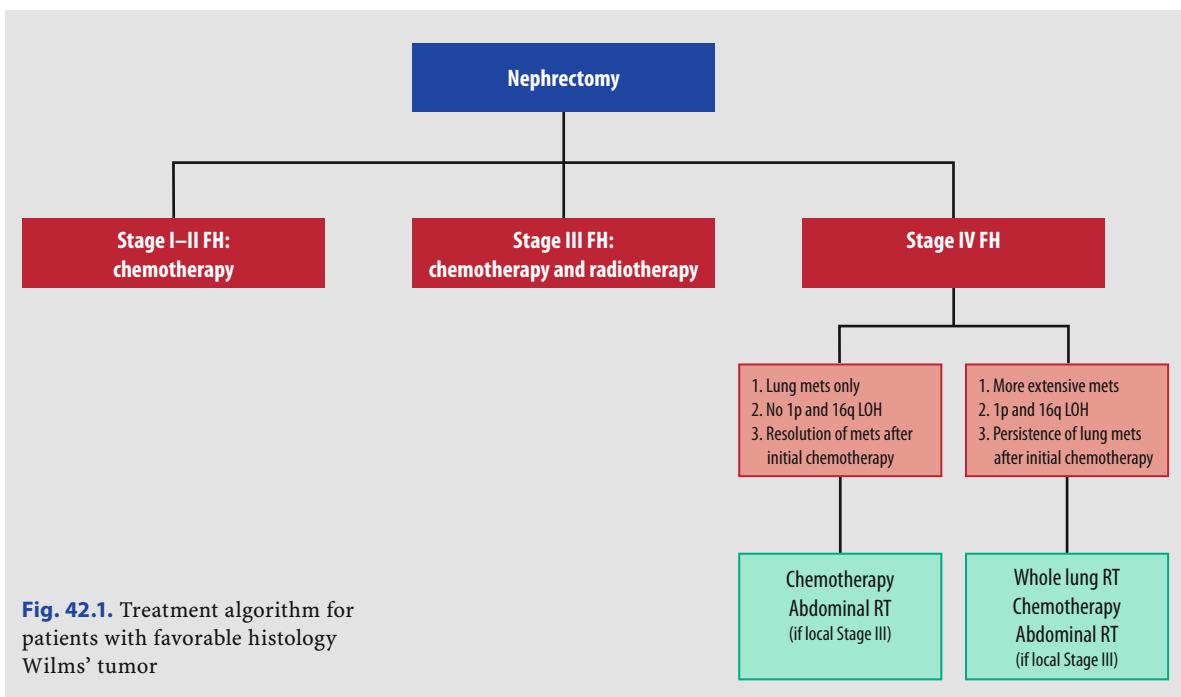 Nephrectomy
Stage I–II FH:
chemotherapy
Stage III FH:
chemotherapy and radiotherapy
Stage IV FH
1. Lung mets only
2. No 1p and 16q LOH
3. Resolution of mets after
initial chemotherapy
1. More extensive mets
2. 1p and 16q LOH
3. Persistence of lung mets
after initial chemotherapy
Chemotherapy
Abdominal RT
(if local Stage III)
Whole lung RT
Chemotherapy
Abdominal RT
(if local Stage III)
Fig. 42.1. Treatment algorithm for
patients with favorable histology
Wilms’ tumor